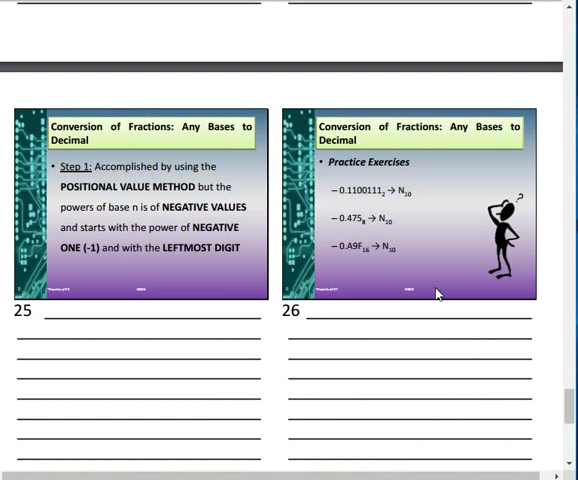 Conversion of Fractions: Any Bases to
Decimal
• Step 1: Accomplished by using the
POSITIONAL VALUE METHOD but the
powers of base n is of NEGATIVE VALUES
and starts with the power of NEGATIVE
ONE (-1) and with the LEFTMOST DIGIT
25
Conversion of Fractions: Any Bases to
Decimal
• Practice Exercises
– 0.1100111₂ → N₁₀
– 0.475₈ → N₁₀
– 0.A9F₁₆ → N₁₀
?
26